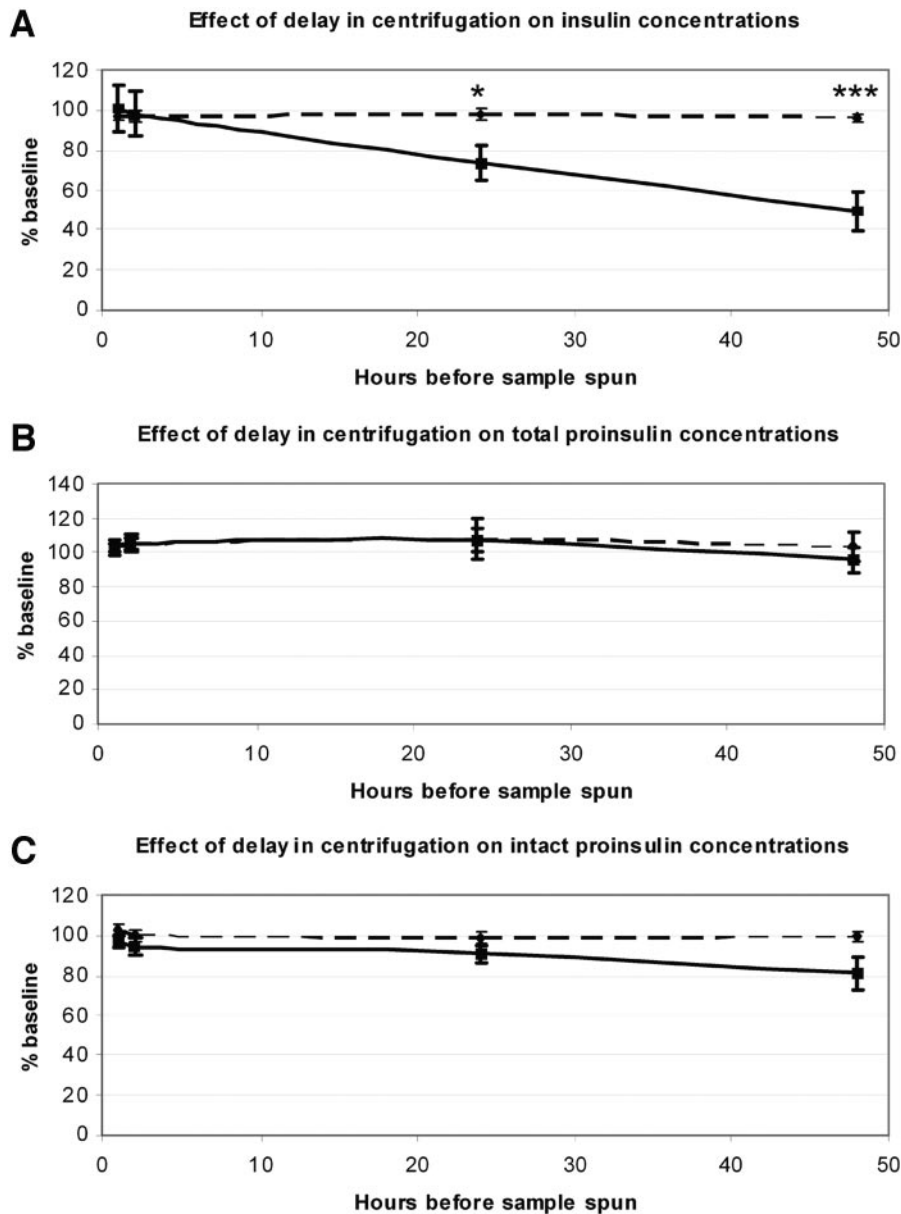 A
Effect of delay in centrifugation on insulin concentrations
120
100
80
60
40
20
0
% baseline
*
***
0 10 20 30 40 50
Hours before sample spun
B
Effect of delay in centrifugation on total proinsulin concentrations
140
120
100
80
60
40
20
0
% baseline
0 10 20 30 40 50
Hours before sample spun
C
Effect of delay in centrifugation on intact proinsulin concentrations
120
100
80
60
40
20
0
% baseline
0 10 20 30 40 50
Hours before sample spun